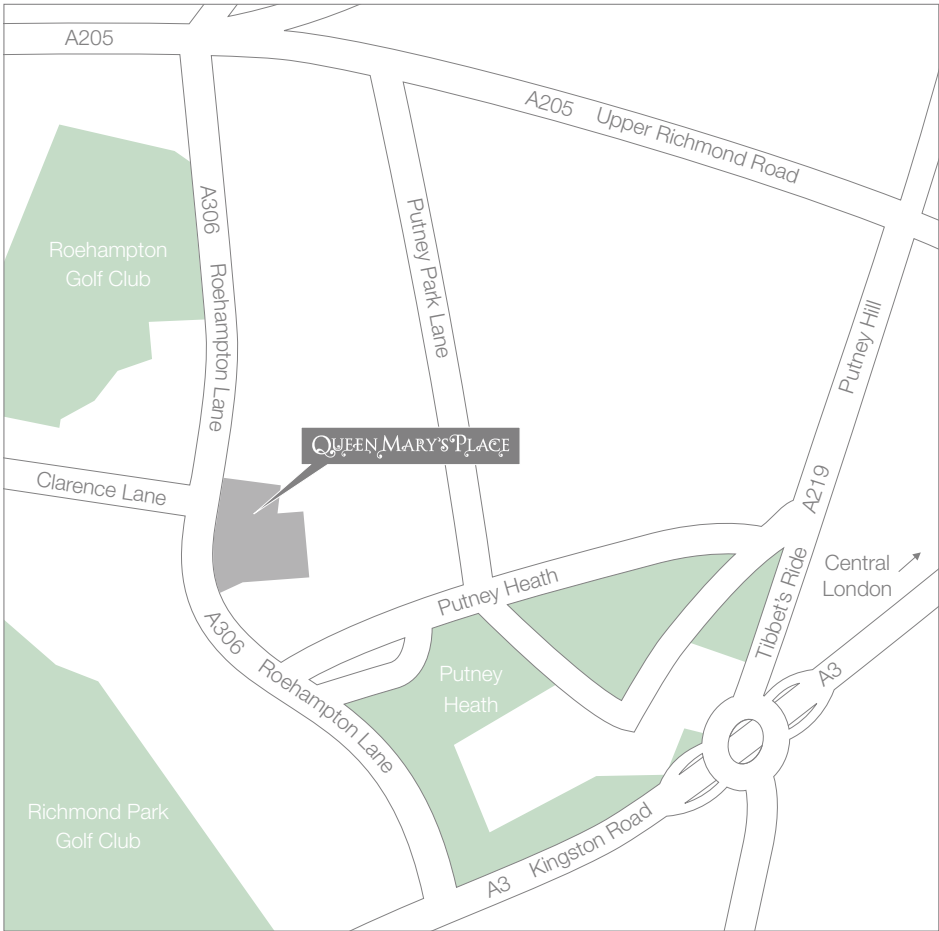 A205
A205 Upper Richmond Road
A306 Roehampton Lane
Putney Park Lane
Roehampton
Golf Club
Putney Hill
QUEEN MARY'S PLACE
Clarence Lane
A219
Tibbet's Ride
Central
London
Putney Heath
A306 Roehampton Lane
Putney
Heath
A3
Richmond Park
Golf Club
A3 Kingston Road